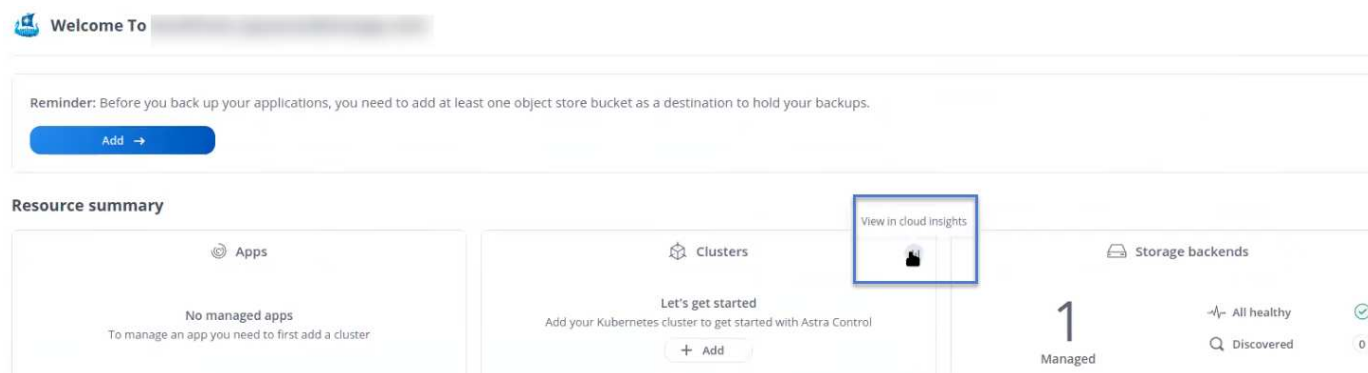 Welcome To
Reminder: Before you back up your applications, you need to add at least one object store bucket as a destination to hold your backups.
Add →
Resource summary
View in cloud insights
Apps
Clusters
Storage backends
No managed apps
To manage an app you need to first add a cluster
Let's get started
Add your Kubernetes cluster to get started with Astra Control
+ Add
1
Managed
All healthy
Discovered 0